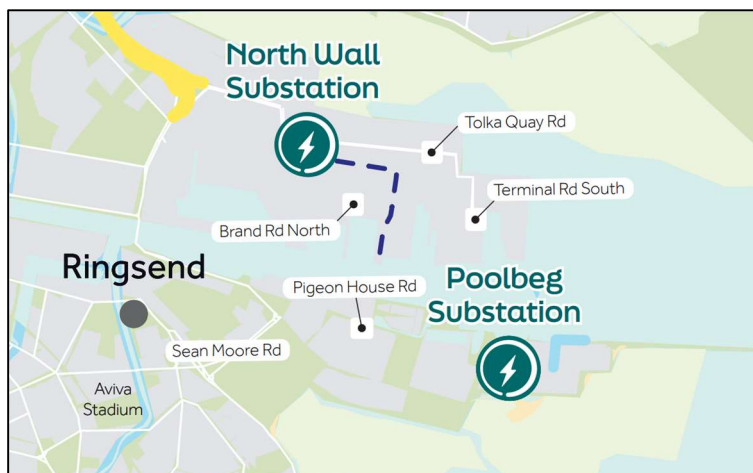 North Wall
Substation
Tolka Quay Rd
Terminal Rd South
Brand Rd North
Ringsend
Pigeon House Rd
Poolbeg
Substation
Sean Moore Rd
Aviva
Stadium